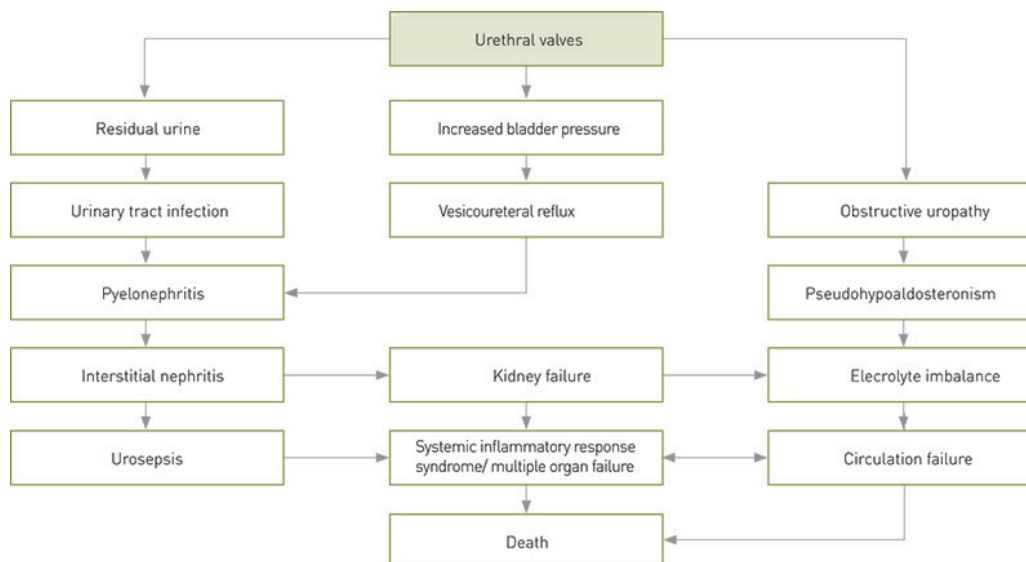 Urethral valves
Residual urine
Increased bladder pressure
Urinary tract infection
Vesicoureteral reflux
Obstructive uropathy
Pyelonephritis
Pseudohypoaldosteronism
Interstitial nephritis
Kidney failure
Elecrolyte imbalance
Urosepsis
Systemic inflammatory response
syndrome/ multiple organ failure
Circulation failure
Death